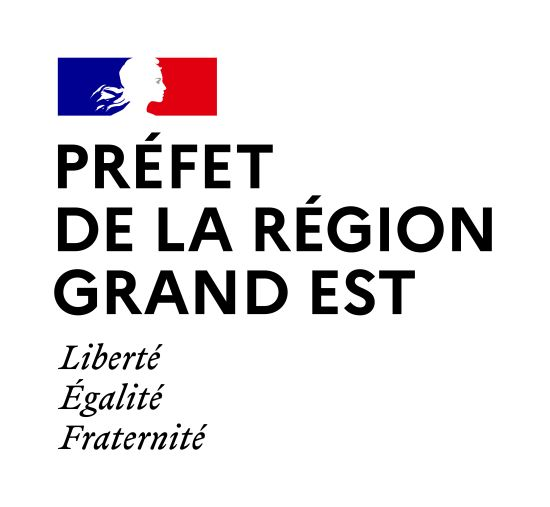 PRÉFET
DE LA RÉGION
GRAND EST
Liberté
Égalité
Fraternité